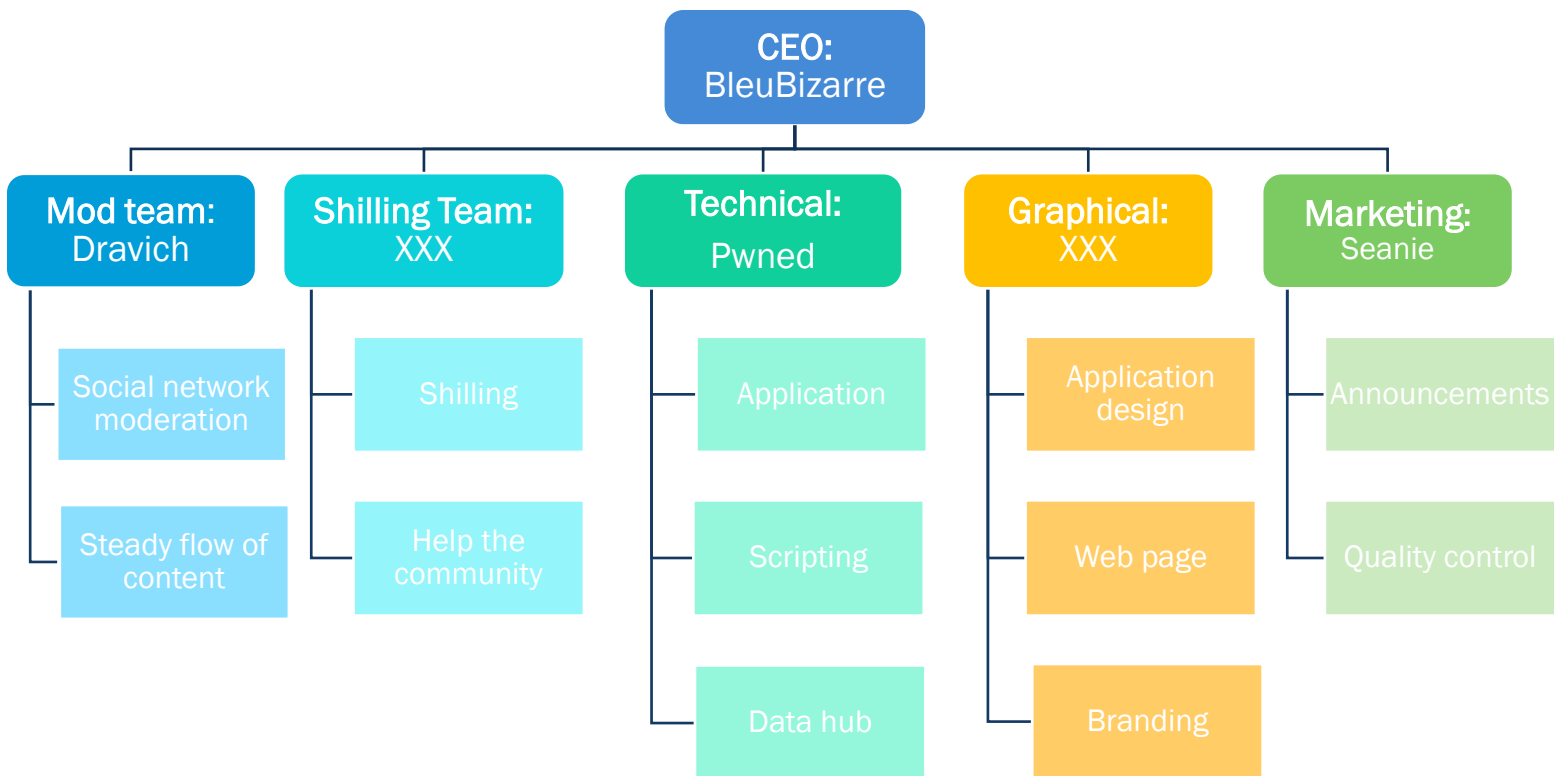 CEO:
BleuBizarre
Mod team:
Dravich
Shilling Team:
XXX
Technical:
Pwned
Graphical:
XXX
Marketing:
Seanie
Social network
moderation
Steady flow of
content
Shilling
Help the
community
Application
Scripting
Data hub
Application
design
Web page
Branding
Announcements
Quality control